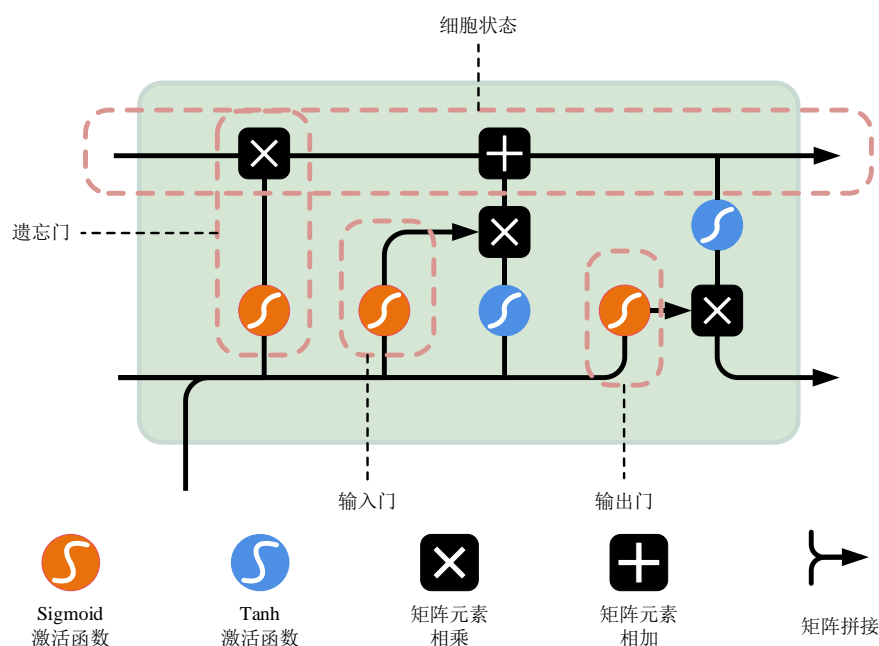 细胞状态
遗忘门
输入门
输出门
Sigmoid
激活函数
Tanh
激活函数
矩阵元素
相乘
矩阵元素
相加
矩阵拼接